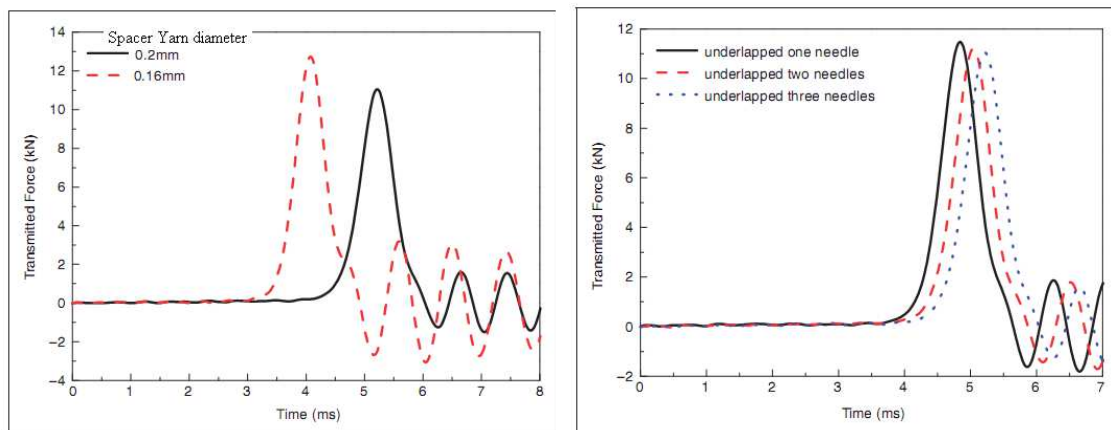 Spacer Yarn diameter
0.2mm
0.16mm
Transmitted Force (kN)
14
12
10
8
6
4
2
0
−2
−4
0 1 2 3 4 5 6 7 8
Time (ms)
underlapped one needle
underlapped two needles
underlapped three needles
Transmitted Force (kN)
12
10
8
6
4
2
0
−2
0 1 2 3 4 5 6 7
Time (ms)